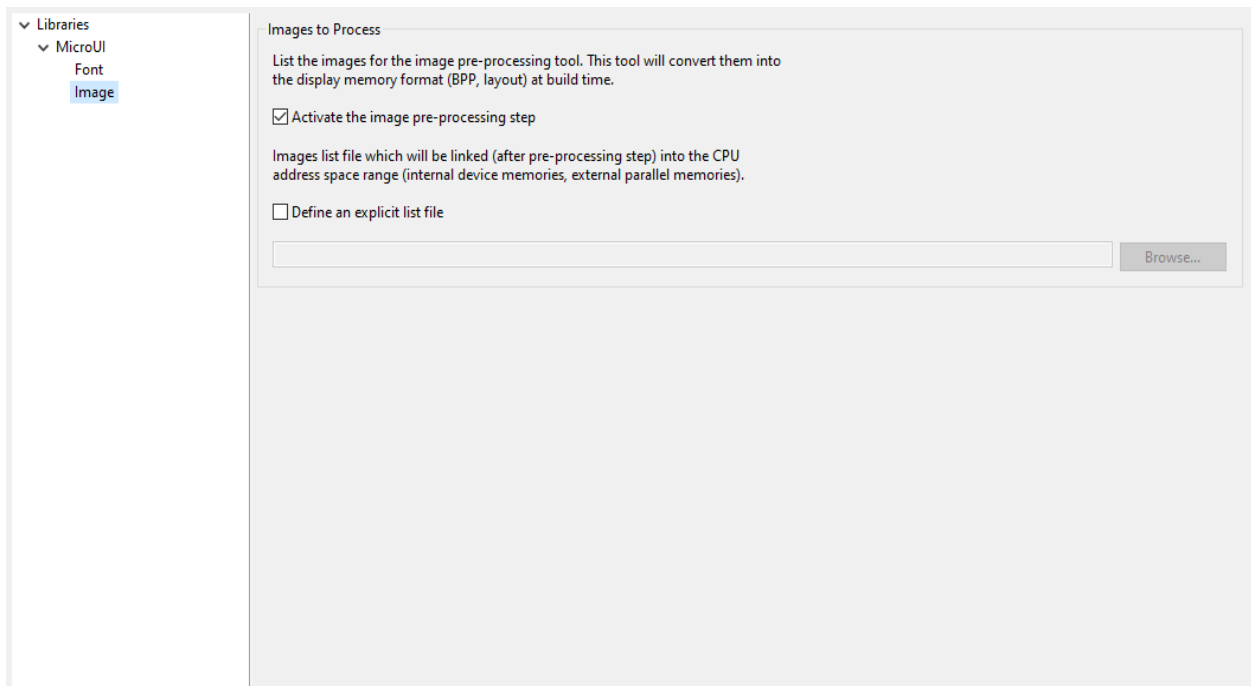 Libraries
MicroUI
Font
Image
Images to Process
List the images for the image pre-processing tool. This tool will convert them into
the display memory format (BPP, layout) at build time.
Activate the image pre-processing step
Images list file which will be linked (after pre-processing step) into the CPU
address space range (internal device memories, external parallel memories).
Define an explicit list file
Browse...